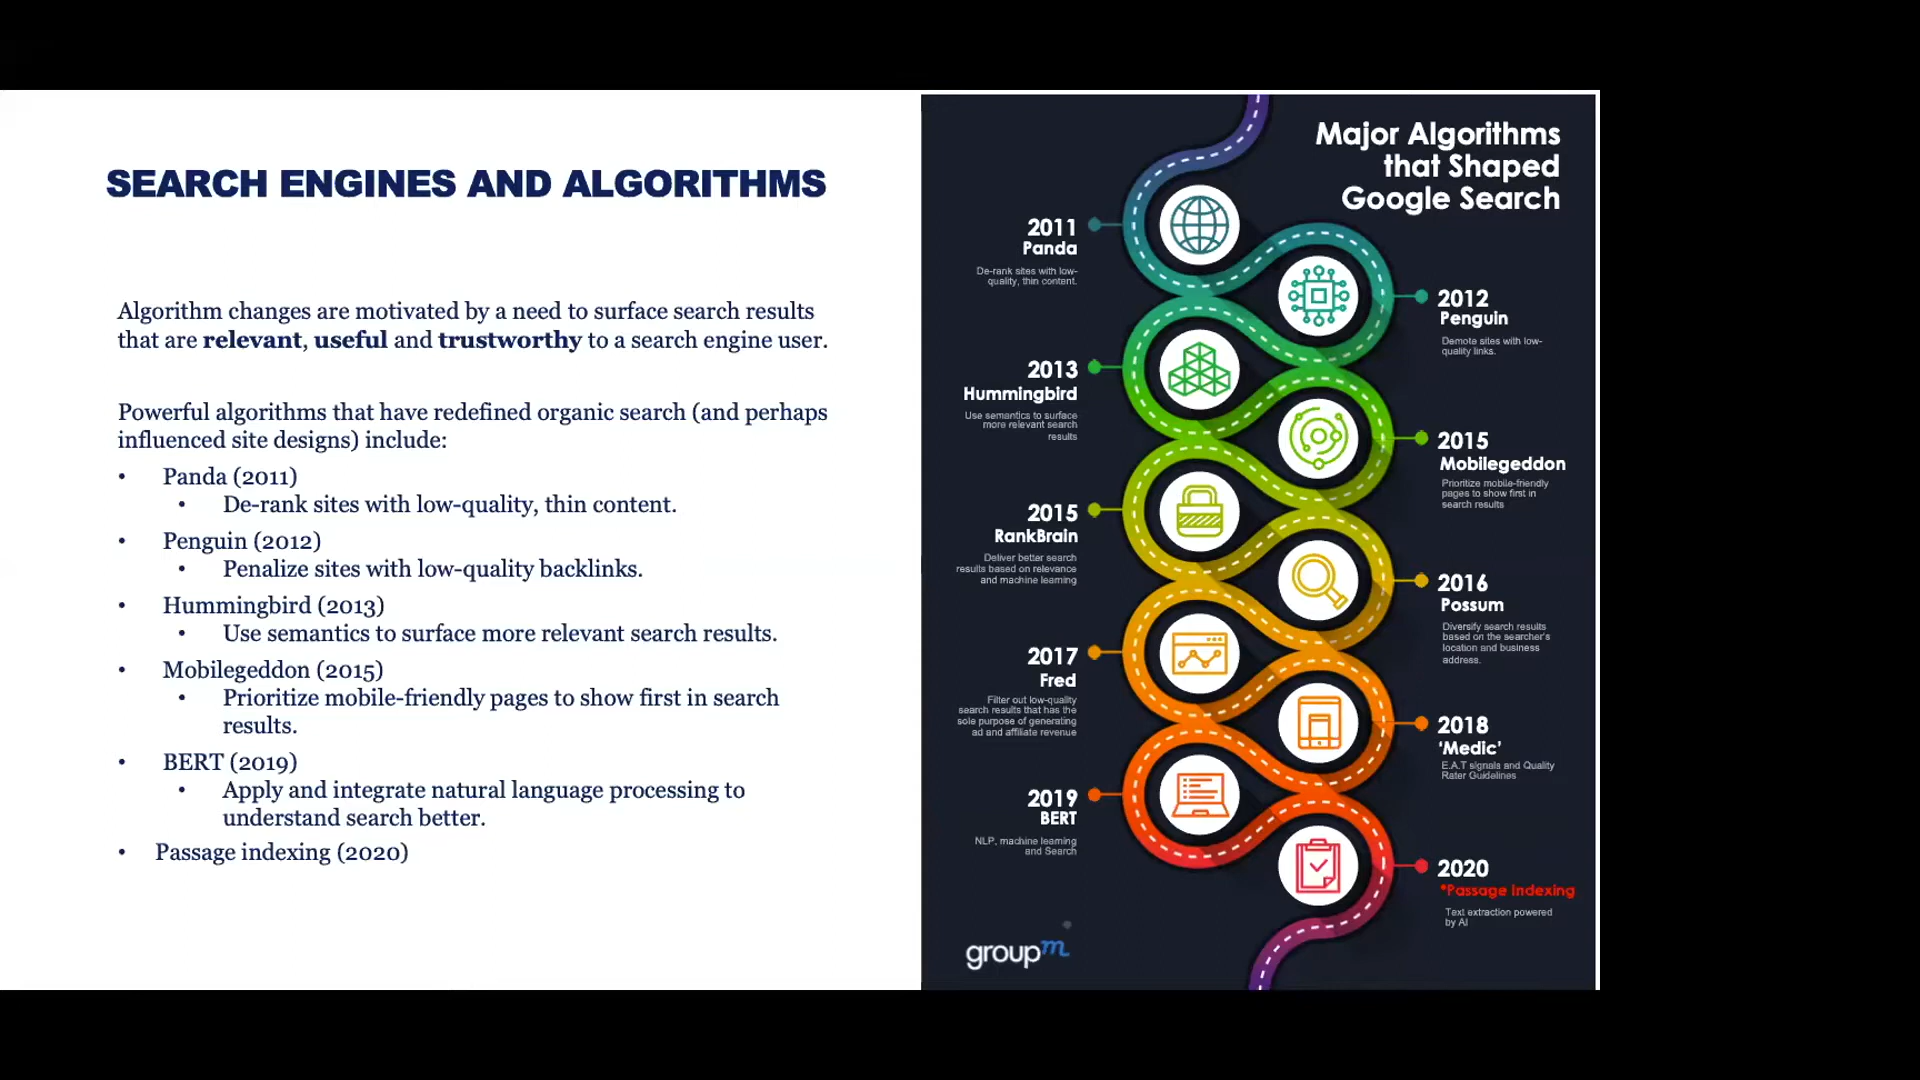 SEARCH ENGINES AND ALGORITHMS
Algorithm changes are motivated by a need to surface search results
that are relevant, useful and trustworthy to a search engine user.
Powerful algorithms that have redefined organic search (and perhaps
influenced site designs) include:
• Panda (2011)
• De-rank sites with low-quality, thin content.
• Penguin (2012)
• Penalize sites with low-quality backlinks.
• Hummingbird (2013)
• Use semantics to surface more relevant search results.
• Mobilegeddon (2015)
• Prioritize mobile-friendly pages to show first in search
results.
• BERT (2019)
• Apply and integrate natural language processing to
understand search better.
• Passage indexing (2020)
Major Algorithms
that Shaped
Google Search
2011
Panda
De-rank sites with low-
quality, thin content.
2012
Penguin
Demote sites with low-
quality links.
2013
Hummingbird
Use semantics to surface
more relevant search
results
2015
Mobilegeddon
Prioritize mobile-friendly
pages to show first in
search results
2015
RankBrain
Deliver better search
results based on relevance
and machine learning
2016
Possum
Diversify search results
based on the searcher's
location and business
address.
2017
Fred
Filter out low-quality
search results that has the
sole purpose of generating
ad and affiliate revenue
2018
'Medic'
E.A.T signals and Quality
Rater Guidelines
2019
BERT
NLP, machine learning
and Search
2020
*Passage Indexing
Text extraction powered
by AI
groupm